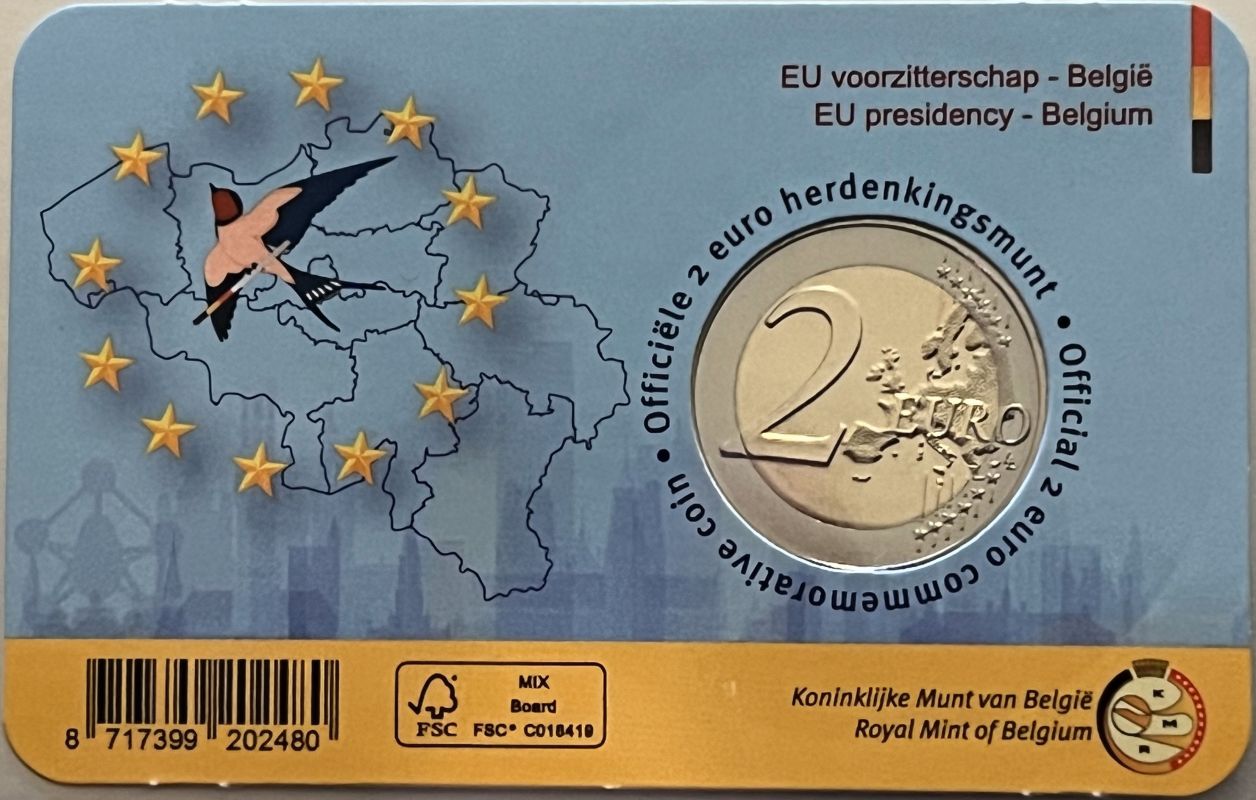 EU voorzitterschap - België
EU presidency - Belgium
Officiële 2 euro herdenkingsmunt • Official 2 euro commemorative coin •
2 EURO
8 717399 202480
FSC
MIX
Board
FSC® C018419
Koninklijke Munt van België
Royal Mint of Belgium
K
M